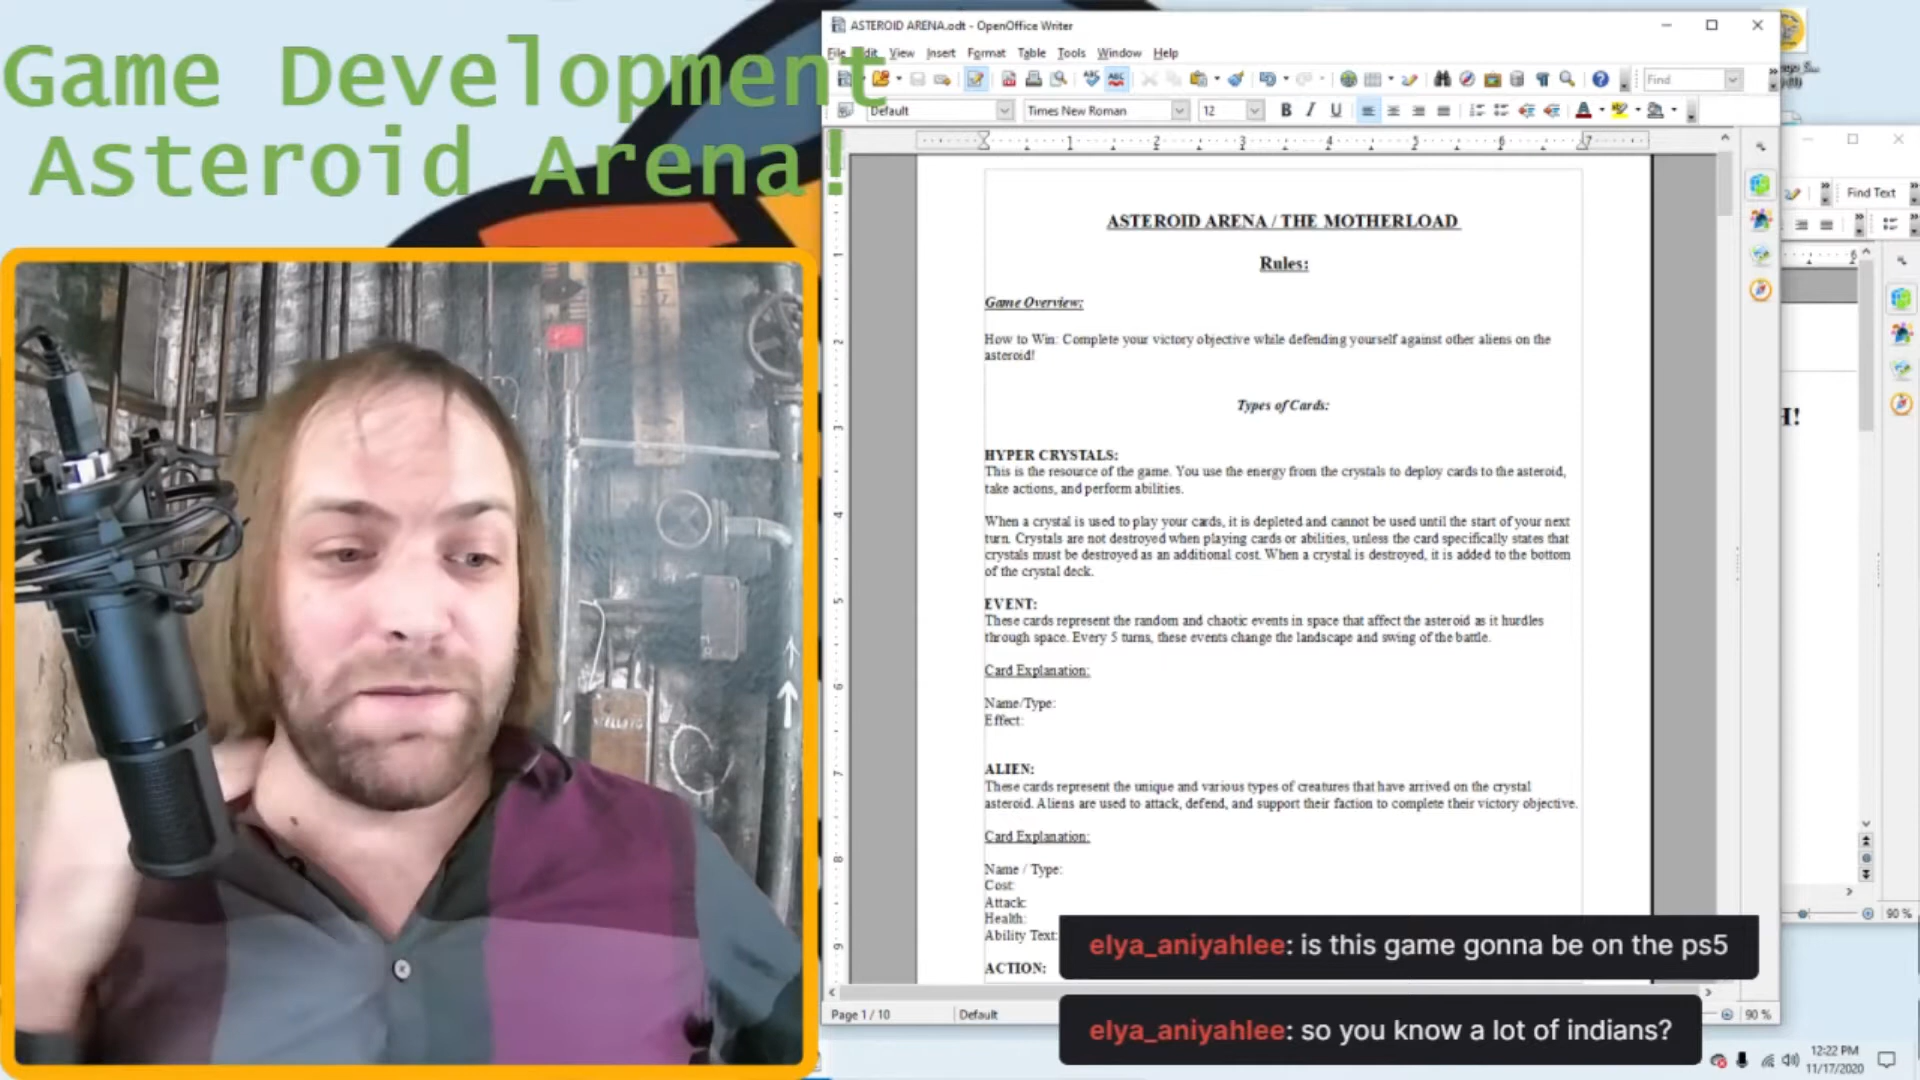 Game Development
Asteroid Arena!
ASTEROID ARENA.odt - OpenOffice Writer
File Edit View Insert Format Table Tools Window Help
Find
Default Times New Roman 12 B I U
1 2 3 4 5 6 7
ASTEROID ARENA / THE MOTHERLOAD
Rules:
Game Overview:
How to Win: Complete your victory objective while defending yourself against other aliens on the
asteroid!
Types of Cards:
HYPER CRYSTALS:
This is the resource of the game. You use the energy from the crystals to deploy cards to the asteroid,
take actions, and perform abilities.
When a crystal is used to play your cards, it is depleted and cannot be used until the start of your next
turn. Crystals are not destroyed when playing cards or abilities, unless the card specifically states that
crystals must be destroyed as an additional cost. When a crystal is destroyed, it is added to the bottom
of the crystal deck.
EVENT:
These cards represent the random and chaotic events in space that affect the asteroid as it hurdles
through space. Every 5 turns, these events change the landscape and swing of the battle.
Card Explanation:
Name/Type:
Effect:
ALIEN:
These cards represent the unique and various types of creatures that have arrived on the crystal
asteroid. Aliens are used to attack, defend, and support their faction to complete their victory objective.
Card Explanation:
Name / Type:
Cost:
Attack:
Health:
Ability Text:
ACTION:
elya_aniyahlee: is this game gonna be on the ps5
elya_aniyahlee: so you know a lot of indians?
Page 1 / 10 Default 90 %
Find Text
H!
90 %
12:22 PM
11/17/2020